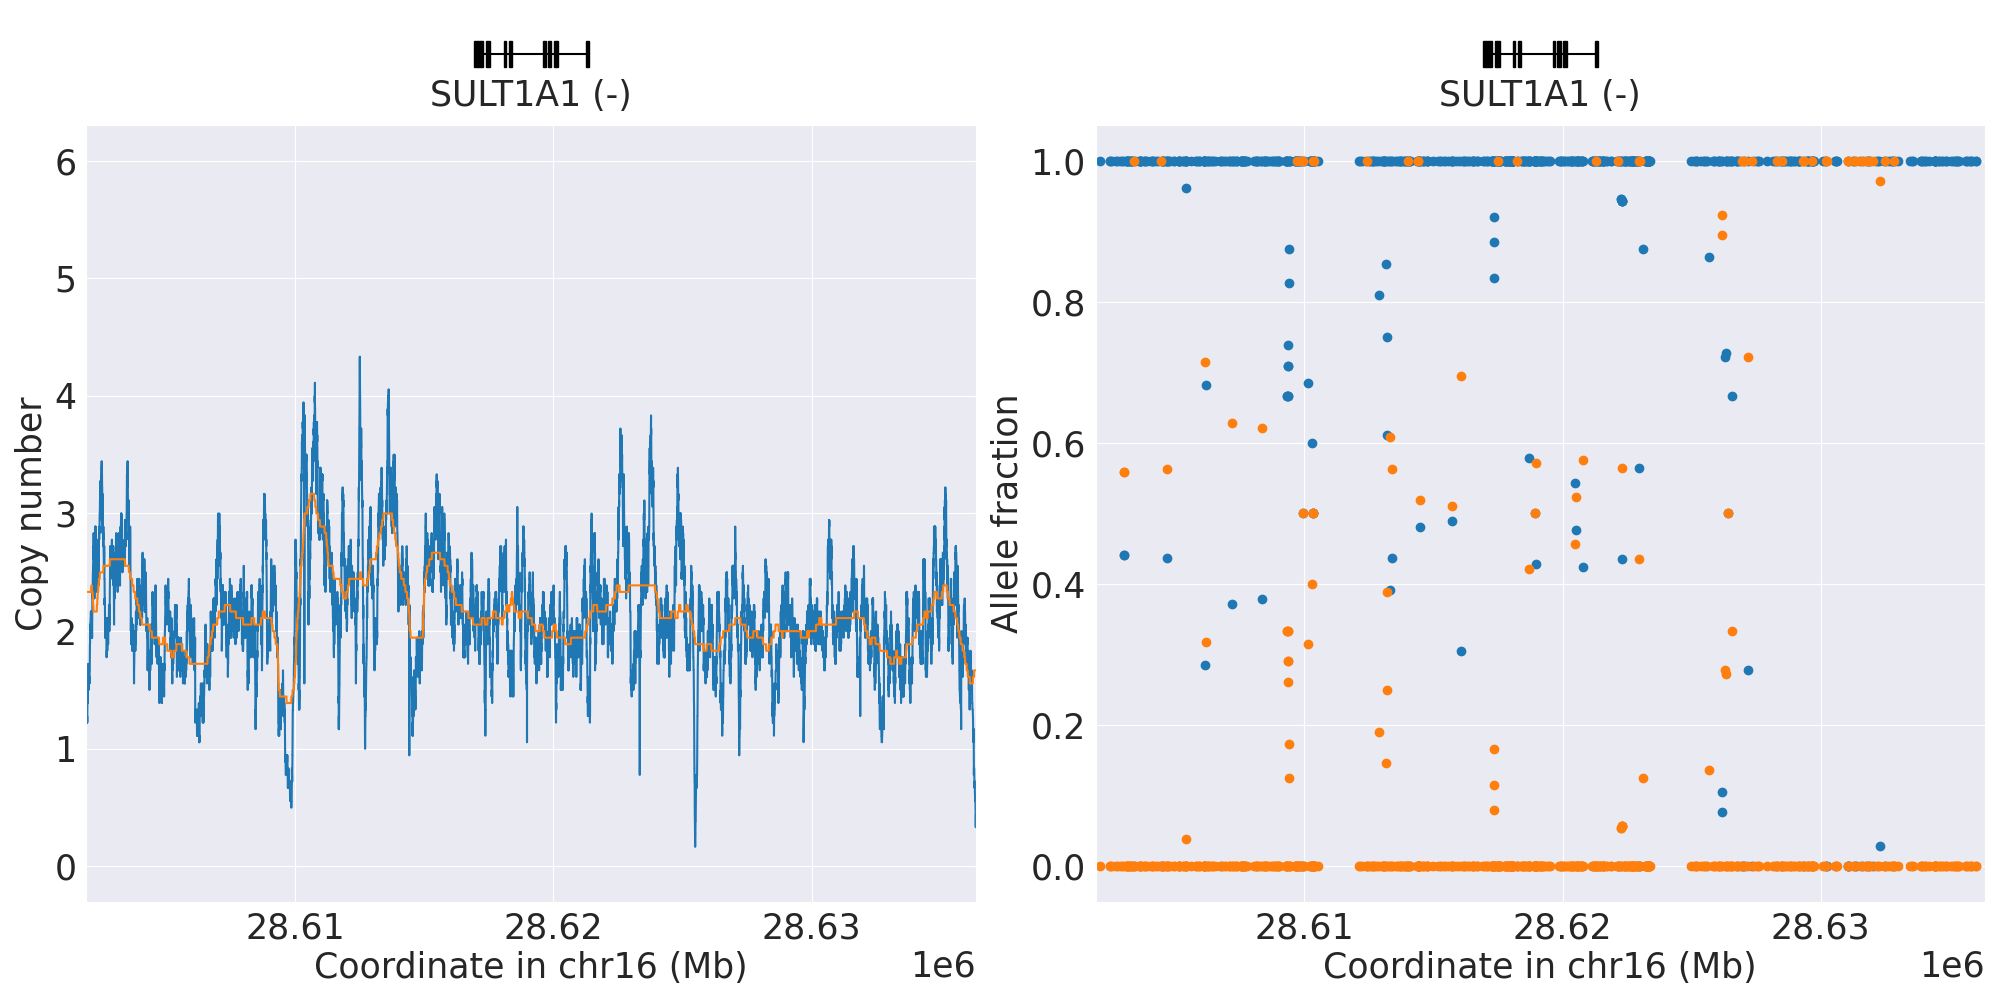 SULT1A1 (-)
6
5
4
3
2
1
0
Copy number
28.61
28.62
28.63
Coordinate in chr16 (Mb)
1e6
SULT1A1 (-)
1.0
0.8
0.6
0.4
0.2
0.0
Allele fraction
28.61
28.62
28.63
Coordinate in chr16 (Mb)
1e6